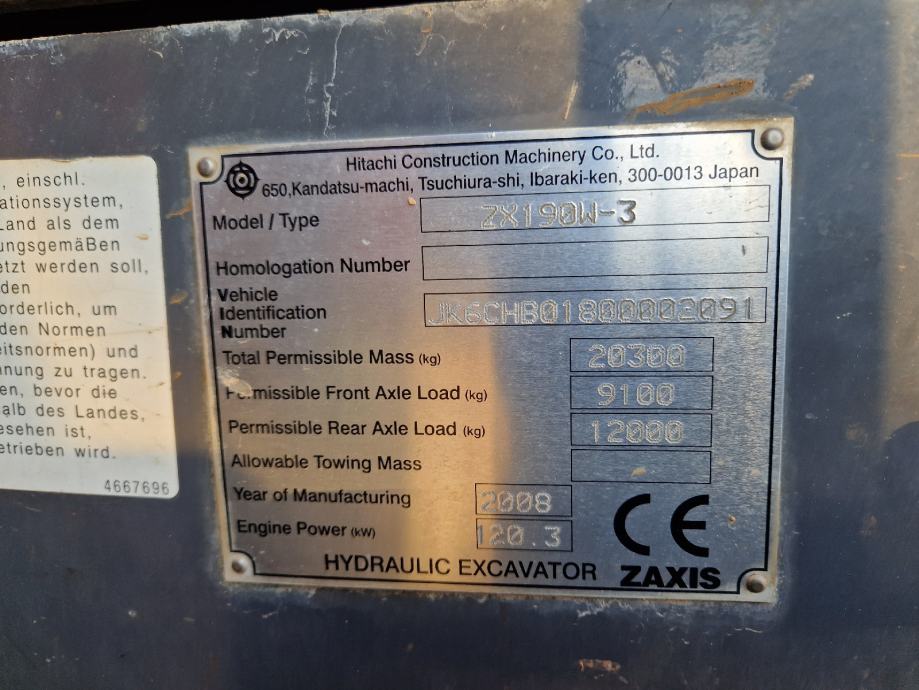 , einschl.
ationssystem,
Land als dem
ungsgemäßen
etzt werden soll,
den
orderlich, um
den Normen
eitsnormen) und
nnung zu tragen.
en, bevor die
alb des Landes,
esehen ist,
etrieben wird.
4667696
Hitachi Construction Machinery Co., Ltd.
650,Kandatsu-machi, Tsuchiura-shi, Ibaraki-ken, 300-0013 Japan
Model / Type ZX190W-3
Homologation Number
Vehicle
Identification JK6CHB01800002091
Number
Total Permissible Mass (kg) 20300
Permissible Front Axle Load (kg) 9100
Permissible Rear Axle Load (kg) 12000
Allowable Towing Mass
Year of Manufacturing 2008
Engine Power (kW) 120.3
CE
HYDRAULIC EXCAVATOR ZAXIS